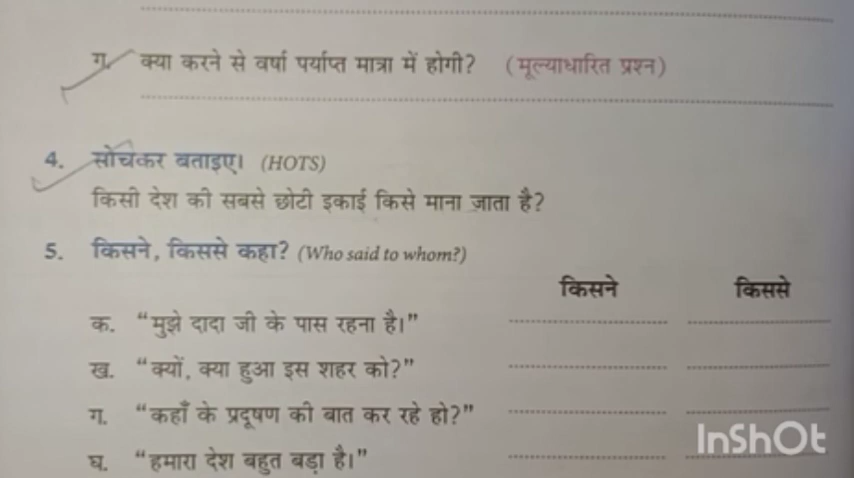 ग. क्या करने से वर्षा पर्याप्त मात्रा में होगी? (मूल्याधारित प्रश्न)
4. सोचकर बताइए। (HOTS)
किसी देश की सबसे छोटी इकाई किसे माना जाता है?
5. किसने, किससे कहा? (Who said to whom?)
किसने किससे
क. “मुझे दादा जी के पास रहना है।”
ख. “क्यों, क्या हुआ इस शहर को?”
ग. “कहाँ के प्रदूषण की बात कर रहे हो?”
घ. “हमारा देश बहुत बड़ा है।”
InShOt